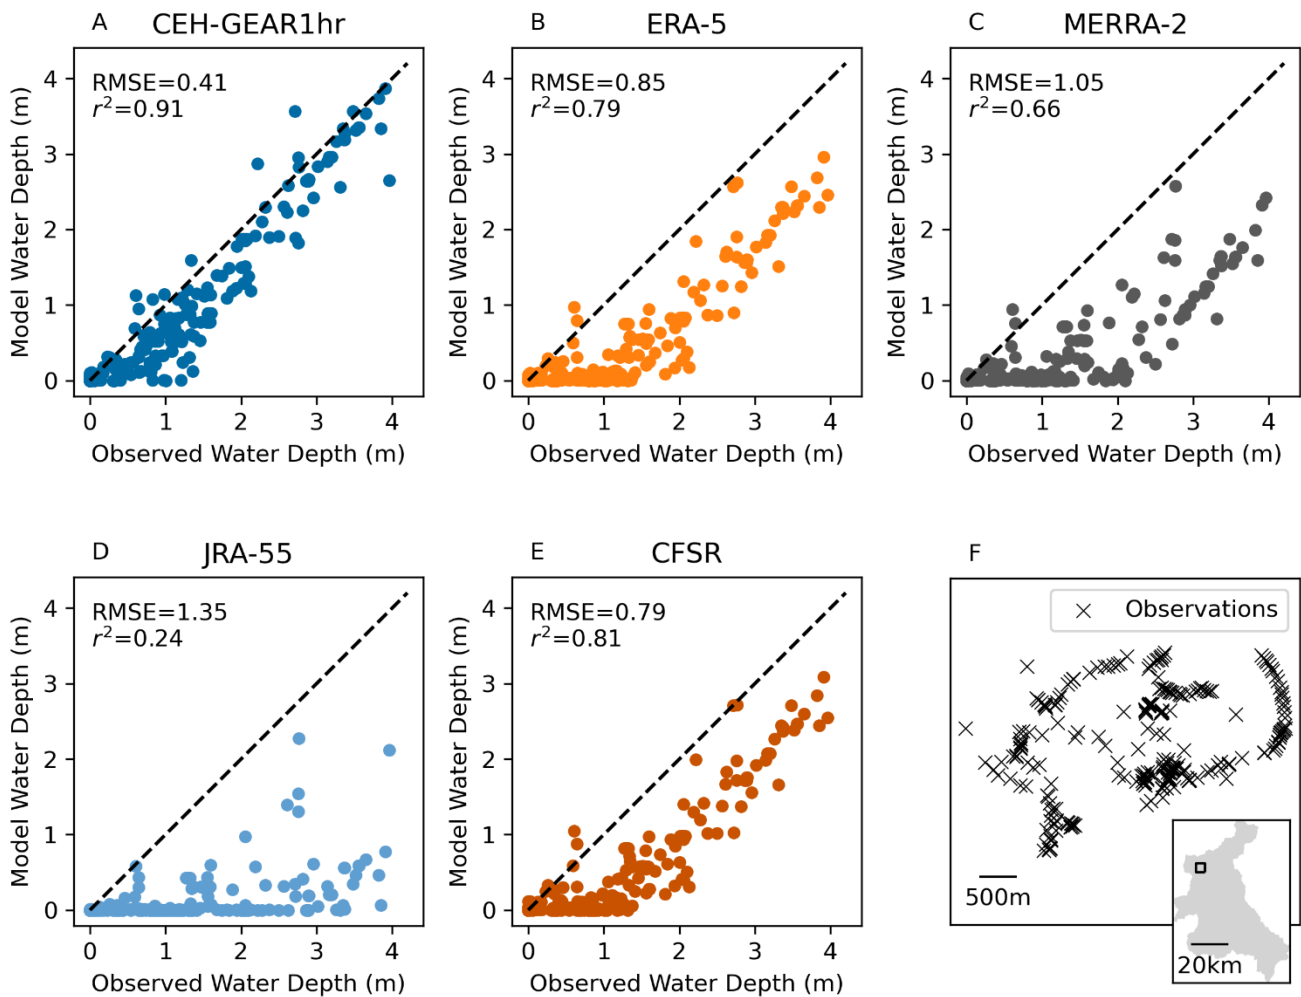 A CEH-GEAR1hr
RMSE=0.41
r²=0.91
Model Water Depth (m)
4
3
2
1
0
0 1 2 3 4
Observed Water Depth (m)
B ERA-5
RMSE=0.85
r²=0.79
Model Water Depth (m)
4
3
2
1
0
0 1 2 3 4
Observed Water Depth (m)
C MERRA-2
RMSE=1.05
r²=0.66
Model Water Depth (m)
4
3
2
1
0
0 1 2 3 4
Observed Water Depth (m)
D JRA-55
RMSE=1.35
r²=0.24
Model Water Depth (m)
4
3
2
1
0
0 1 2 3 4
Observed Water Depth (m)
E CFSR
RMSE=0.79
r²=0.81
Model Water Depth (m)
4
3
2
1
0
0 1 2 3 4
Observed Water Depth (m)
F
Observations
500m
20km